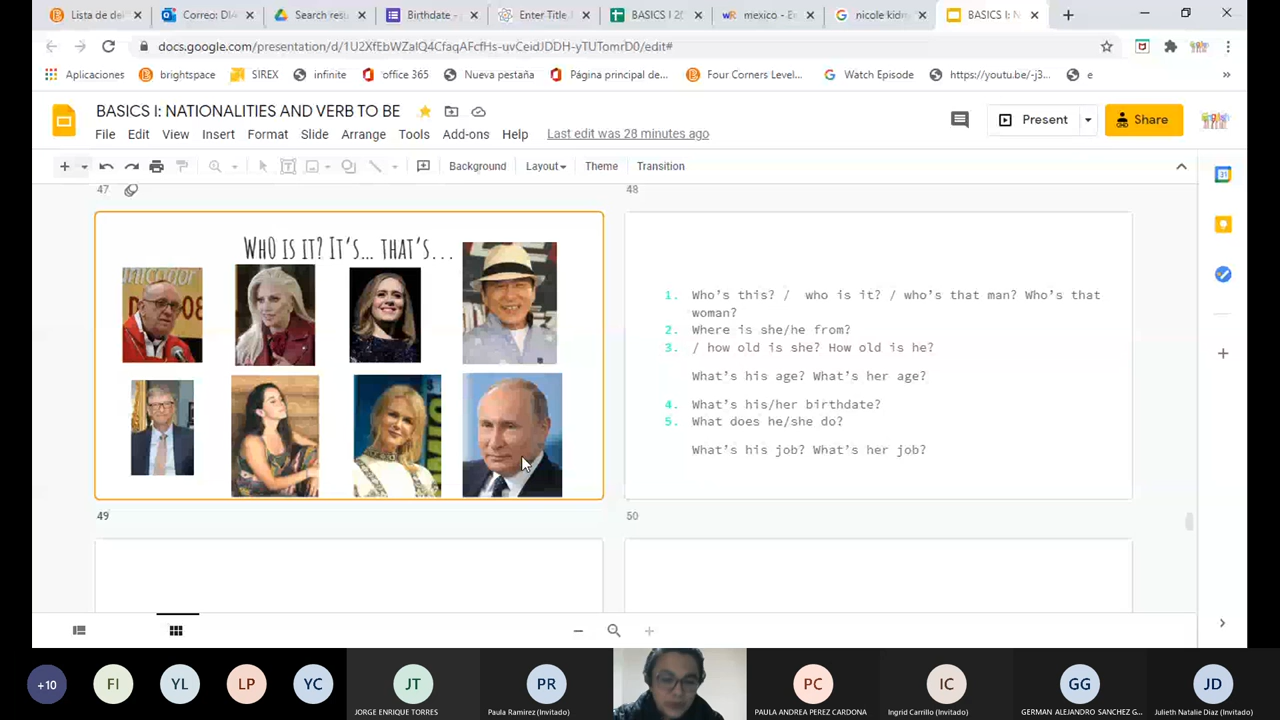 Lista de de
Correo: DI
Search resu
Birthdate -
Enter Title
BASICS I 2
mexico - E
nicole kidm
BASICS I: N
docs.google.com/presentation/d/1U2XfEbWZaIQ4CfaqAFcfHs-uvCeidJDDH-yTUTomrD0/edit#
Aplicaciones
brightspace
SIREX
infinite
office 365
Nueva pestaña
Página principal de...
Four Corners Level...
Watch Episode
https://youtu.be/-j3...
e
BASICS I: NATIONALITIES AND VERB TO BE
File Edit View Insert Format Slide Arrange Tools Add-ons Help Last edit was 28 minutes ago
Present
Share
Background Layout Theme Transition
47
48
WHO IS IT? IT'S... THAT'S...
1. Who's this? / who is it? / who's that man? Who's that
woman?
2. Where is she/he from?
3. / how old is she? How old is he?
What's his age? What's her age?
4. What's his/her birthdate?
5. What does he/she do?
What's his job? What's her job?
49
50
+10
FI
YL
LP
YC
JT
JORGE ENRIQUE TORRES
PR
Paula Ramirez (Invitado)
PC
PAULA ANDREA PEREZ CARDONA
IC
Ingrid Carrillo (Invitado)
GG
GERMAN ALEJANDRO SANCHEZ G...
JD
Julieth Natalie Diaz (Invitado)